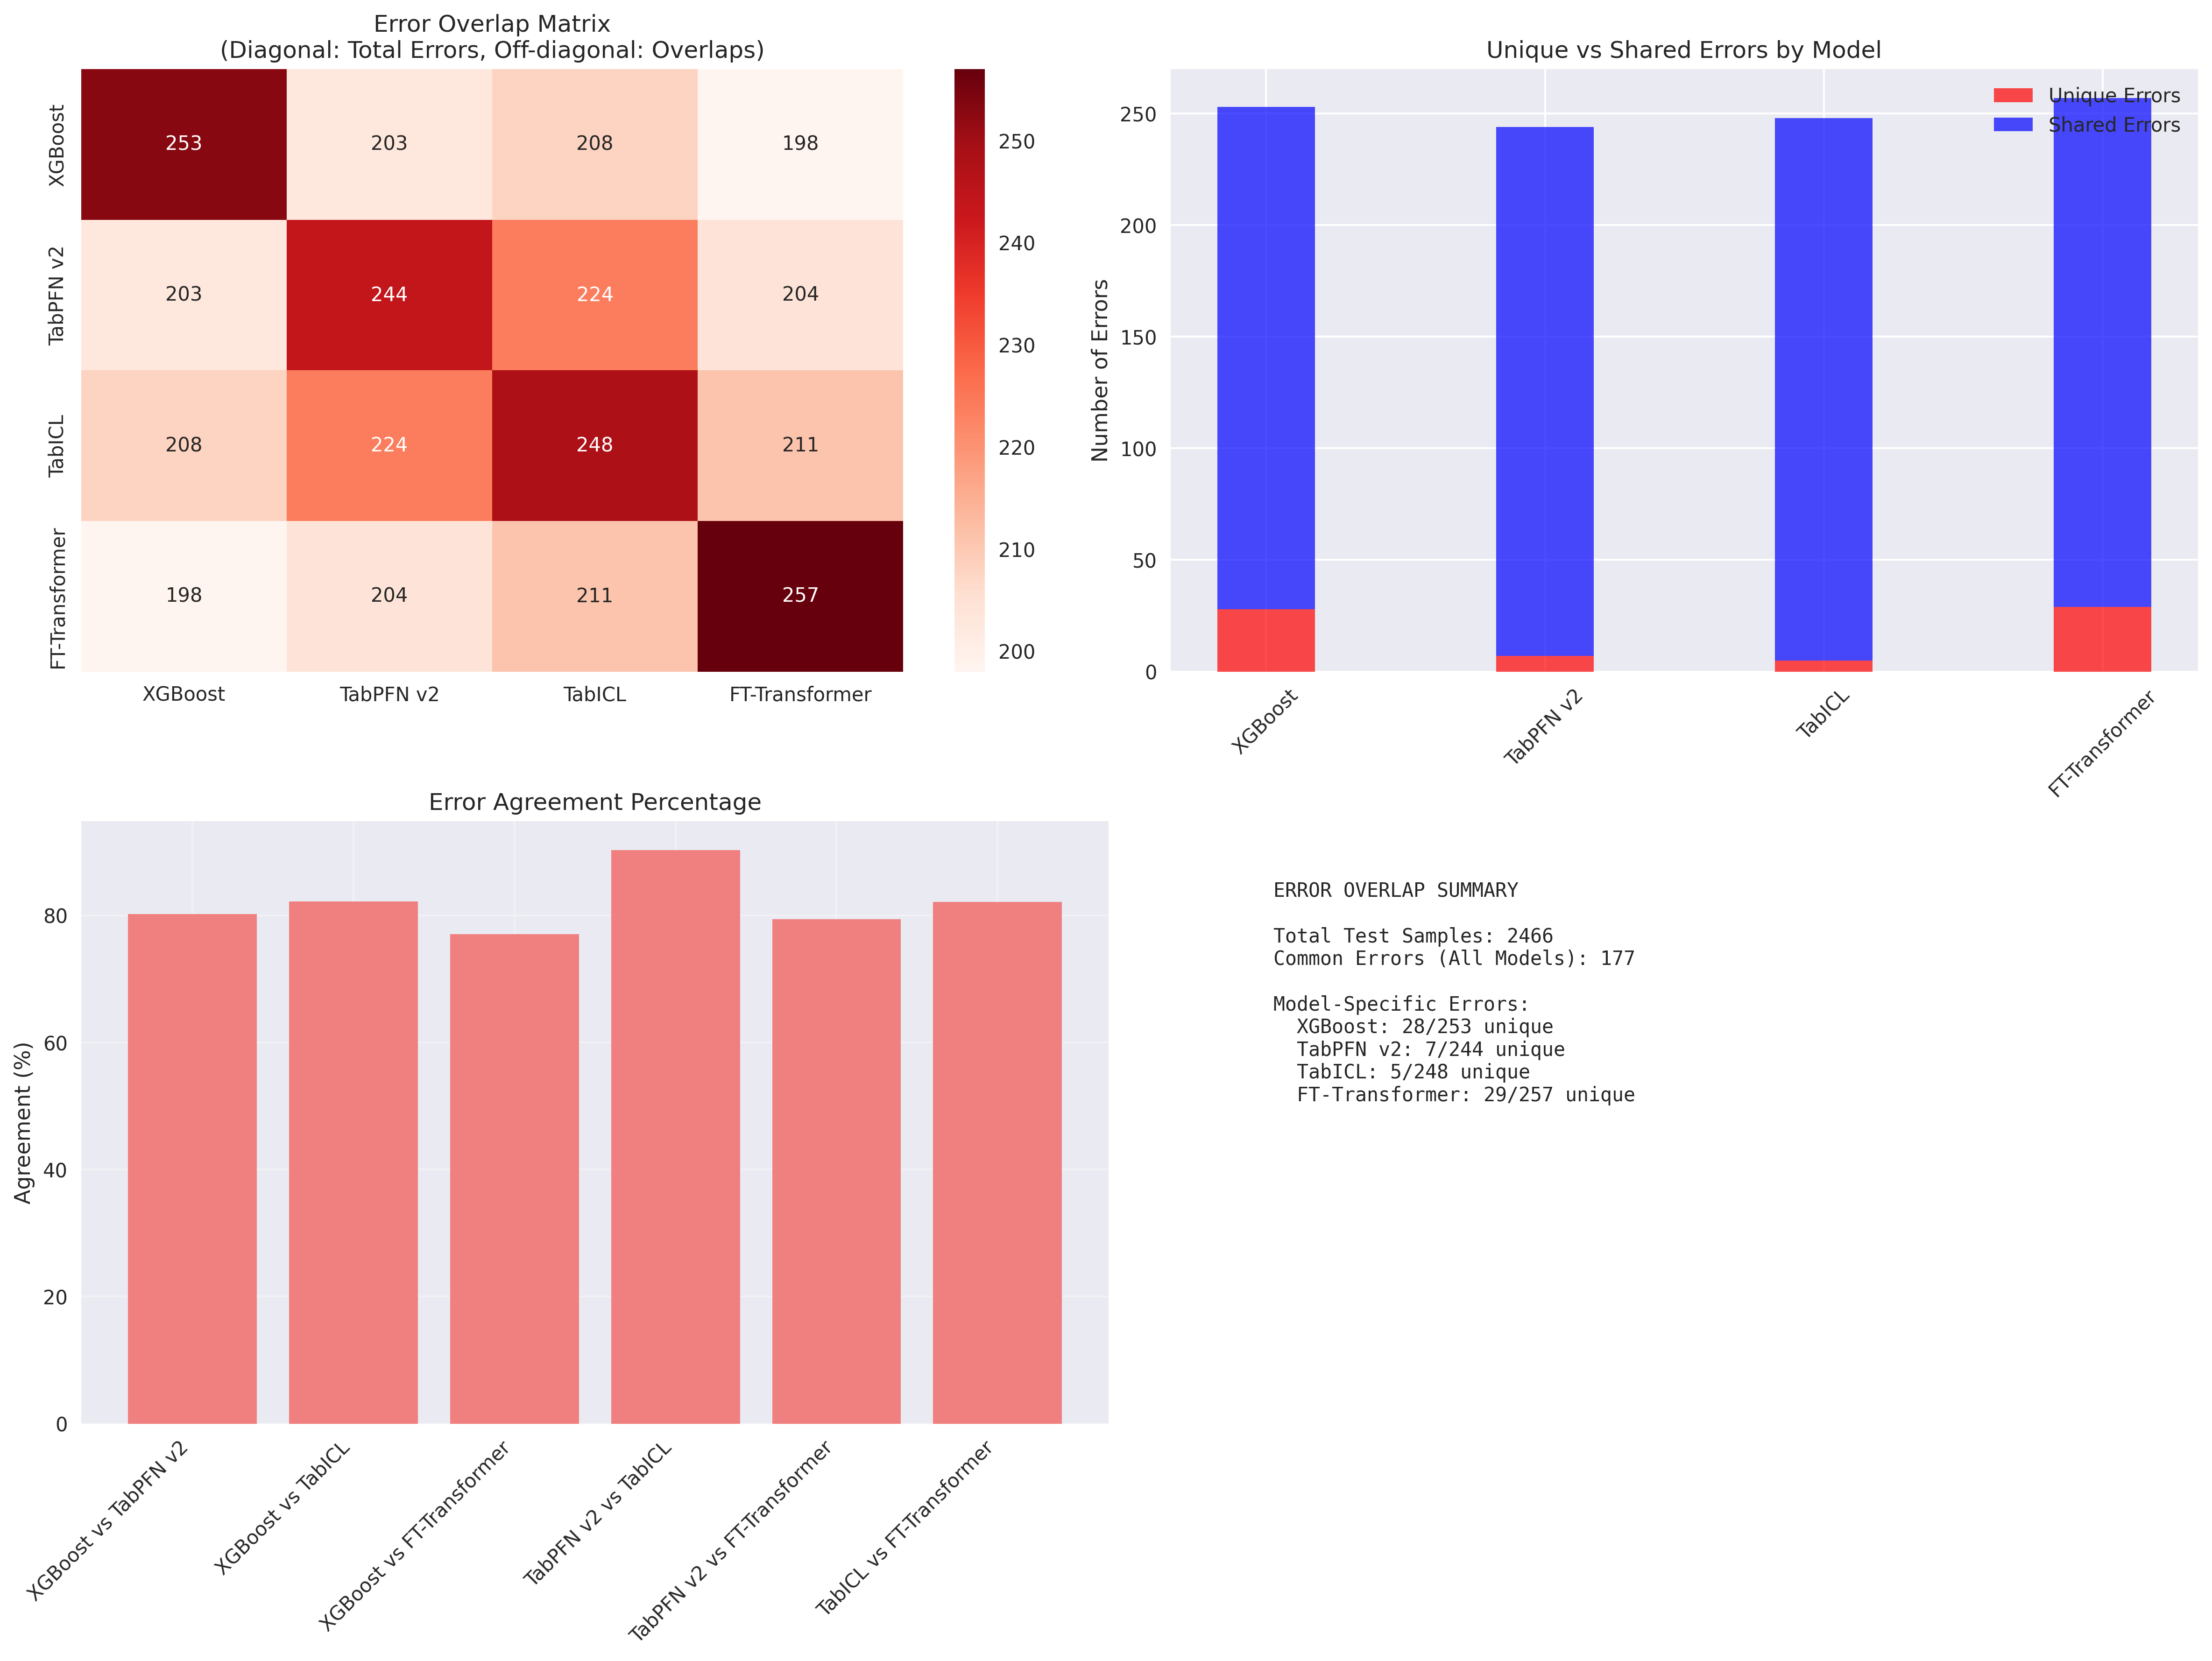 Error Overlap Matrix
(Diagonal: Total Errors, Off-diagonal: Overlaps)
XGBoost
TabPFN v2
TabICL
FT-Transformer
253 203 208 198
203 244 224 204
208 224 248 211
198 204 211 257
XGBoost TabPFN v2 TabICL FT-Transformer
250
240
230
220
210
200
Unique vs Shared Errors by Model
Unique Errors
Shared Errors
Number of Errors
250
200
150
100
50
0
XGBoost
TabPFN v2
TabICL
FT-Transformer
Error Agreement Percentage
Agreement (%)
80
60
40
20
0
XGBoost vs TabPFN v2
XGBoost vs TabICL
XGBoost vs FT-Transformer
TabPFN v2 vs TabICL
TabPFN v2 vs FT-Transformer
TabICL vs FT-Transformer
ERROR OVERLAP SUMMARY
Total Test Samples: 2466
Common Errors (All Models): 177
Model-Specific Errors:
XGBoost: 28/253 unique
TabPFN v2: 7/244 unique
TabICL: 5/248 unique
FT-Transformer: 29/257 unique